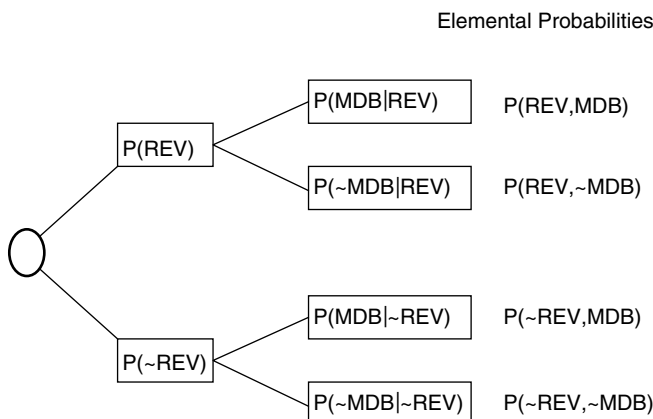 Elemental Probabilities
P(MDB|REV) P(REV,MDB)
P(REV)
P(~MDB|REV) P(REV,~MDB)
P(MDB|~REV) P(~REV,MDB)
P(~REV)
P(~MDB|~REV) P(~REV,~MDB)